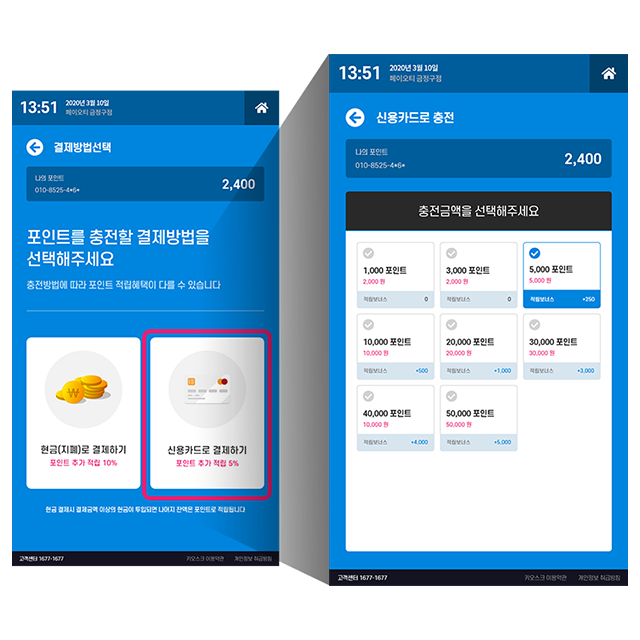 13:51
2020년 3월 10일
페이오티 금정구점
결제방법선택
나의 포인트
010-8525-4*6*
2,400
포인트를 충전할 결제방법을
선택해주세요
충전방법에 따라 포인트 적립혜택이 다를 수 있습니다
현금(지폐)로 결제하기
포인트 추가 적립 10%
신용카드로 결제하기
포인트 추가 적립 5%
현금 결제시 결제금액 이상의 현금이 투입되면 나머지 잔액은 포인트로 적립됩니다
고객센터 1677-1677
키오스크 이용약관
개인정보 취급방침
13:51
2020년 3월 10일
페이오티 금정구점
신용카드로 충전
나의 포인트
010-8525-4*6*
2,400
충전금액을 선택해주세요
1,000 포인트
2,000 원
적립보너스 0
3,000 포인트
2,000 원
적립보너스 0
5,000 포인트
5,000 원
적립보너스 +250
10,000 포인트
10,000 원
적립보너스 +500
20,000 포인트
20,000 원
적립보너스 +1,000
30,000 포인트
30,000 원
적립보너스 +3,000
40,000 포인트
10,000 원
적립보너스 +4,000
50,000 포인트
50,000 원
적립보너스 +5,000
고객센터 1677-1677
키오스크 이용약관
개인정보 취급방침